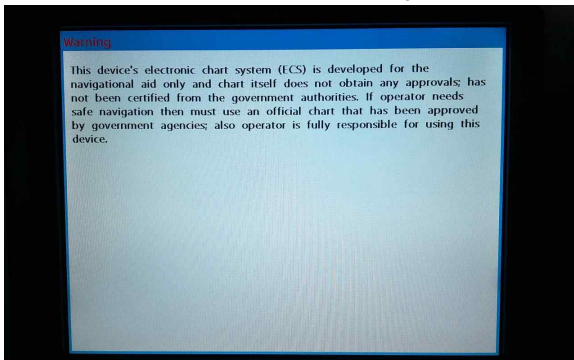 Warning
This device's electronic chart system (ECS) is developed for the
navigational aid only and chart itself does not obtain any approvals; has
not been certified from the government authorities. If operator needs
safe navigation then must use an official chart that has been approved
by government agencies; also operator is fully responsible for using this
device.